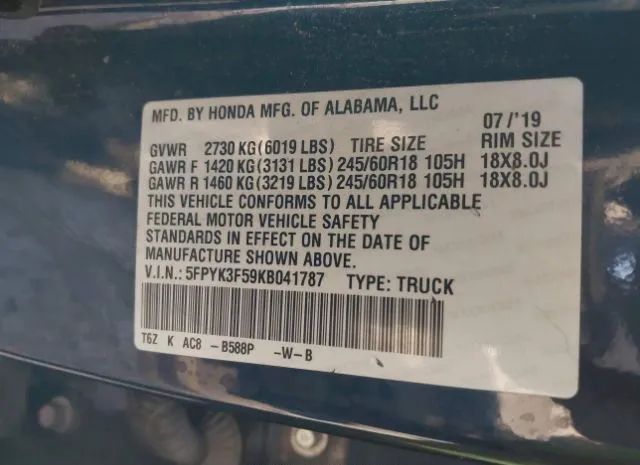 MFD. BY HONDA MFG. OF ALABAMA, LLC 07/'19
GVWR 2730 KG(6019 LBS) TIRE SIZE RIM SIZE
GAWR F 1420 KG(3131 LBS) 245/60R18 105H 18X8.0J
GAWR R 1460 KG(3219 LBS) 245/60R18 105H 18X8.0J
THIS VEHICLE CONFORMS TO ALL APPLICABLE
FEDERAL MOTOR VEHICLE SAFETY
STANDARDS IN EFFECT ON THE DATE OF
MANUFACTURE SHOWN ABOVE.
V.I.N.: 5FPYK3F59KB041787 TYPE: TRUCK
T6Z K AC8 -B588P -W-B